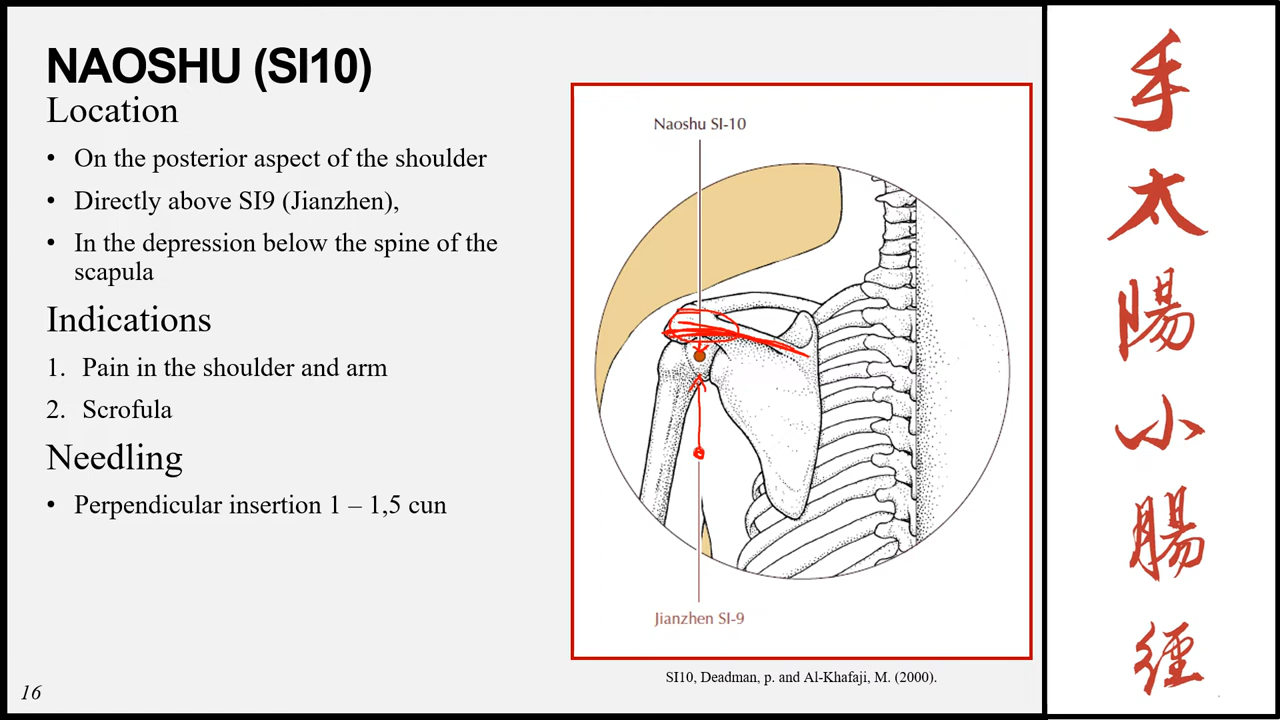 NAOSHU (SI10)
Location
• On the posterior aspect of the shoulder
• Directly above SI9 (Jianzhen),
• In the depression below the spine of the
scapula
Indications
1. Pain in the shoulder and arm
2. Scrofula
Needling
• Perpendicular insertion 1 – 1,5 cun
16
Naoshu SI-10
Jianzhen SI-9
SI10, Deadman, p. and Al-Khafaji, M. (2000).
手
太
陽
小
腸
經